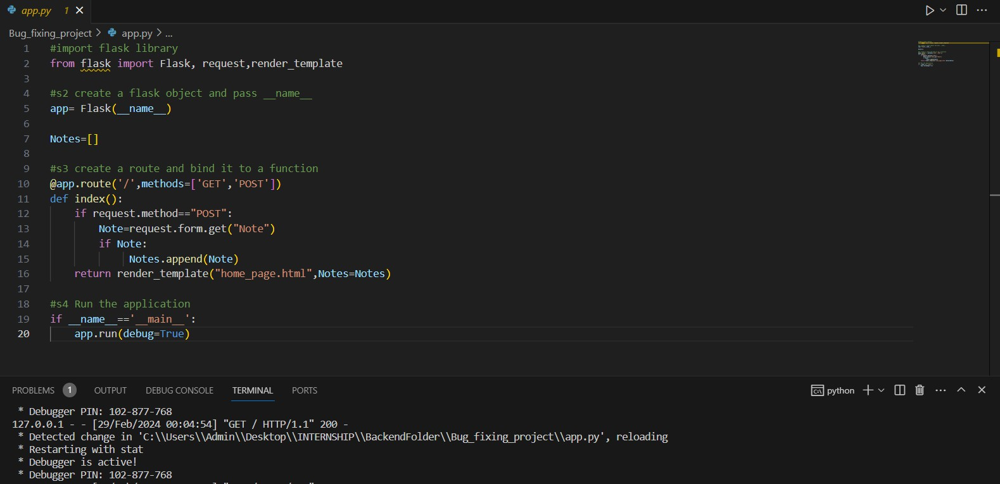 app.py 1
Bug_fixing_project > app.py > ...
1 #import flask library
2 from flask import Flask, request,render_template
3
4 #s2 create a flask object and pass __name__
5 app= Flask(__name__)
6
7 Notes=[]
8
9 #s3 create a route and bind it to a function
10 @app.route('/',methods=['GET','POST'])
11 def index():
12     if request.method=="POST":
13         Note=request.form.get("Note")
14         if Note:
15              Notes.append(Note)
16     return render_template("home_page.html",Notes=Notes)
17
18 #s4 Run the application
19 if __name__=='__main__':
20     app.run(debug=True)
PROBLEMS 1 OUTPUT DEBUG CONSOLE TERMINAL PORTS python
 * Debugger PIN: 102-877-768
127.0.0.1 - - [29/Feb/2024 00:04:54] "GET / HTTP/1.1" 200 -
 * Detected change in 'C:\\Users\\Admin\\Desktop\\INTERNSHIP\\BackendFolder\\Bug_fixing_project\\app.py', reloading
 * Restarting with stat
 * Debugger is active!
 * Debugger PIN: 102-877-768